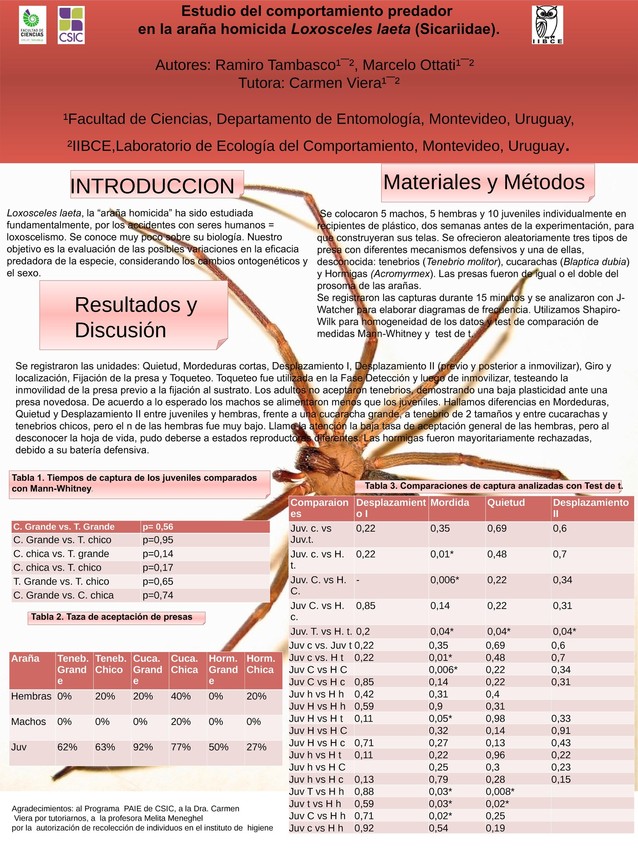 Estudio del comportamiento predador
en la araña homicida Loxosceles laeta (Sicariidae).
FACULTAD DE
CIENCIAS
CSIC
IIBCE
Autores: Ramiro Tambasco¹¯², Marcelo Ottati¹¯²
Tutora: Carmen Viera¹¯²
¹Facultad de Ciencias, Departamento de Entomología, Montevideo, Uruguay,
²IIBCE,Laboratorio de Ecología del Comportamiento, Montevideo, Uruguay.
INTRODUCCION
Loxosceles laeta, la “araña homicida” ha sido estudiada
fundamentalmente, por los accidentes con seres humanos =
loxoscelismo. Se conoce muy poco sobre su biología. Nuestro
objetivo es la evaluación de las posibles variaciones en la eficacia
predadora de la especie, considerando los cambios ontogenéticos y
el sexo.
Materiales y Métodos
Se colocaron 5 machos, 5 hembras y 10 juveniles individualmente en
recipientes de plástico, dos semanas antes de la experimentación, para
que construyeran sus telas. Se ofrecieron aleatoriamente tres tipos de
presa con diferentes mecanismos defensivos y una de ellas,
desconocida: tenebrios (Tenebrio molitor), cucarachas (Blaptica dubia)
y Hormigas (Acromyrmex). Las presas fueron de igual o el doble del
prosoma de las arañas.
Se registraron las capturas durante 15 minutos y se analizaron con J-
Watcher para elaborar diagramas de frecuencia. Utilizamos Shapiro-
Wilk para homogeneidad de los datos y test de comparación de
medidas Mann-Whitney y test de t.
Resultados y
Discusión
Se registraron las unidades: Quietud, Mordeduras cortas, Desplazamiento I, Desplazamiento II (previo y posterior a inmovilizar), Giro y
localización, Fijación de la presa y Toqueteo. Toqueteo fue utilizada en la Fase Detección y luego de inmovilizar, testeando la
inmovilidad de la presa previo a la fijación al sustrato. Los adultos no aceptaron tenebrios, demostrando una baja plasticidad ante una
presa novedosa. De acuerdo a lo esperado los machos se alimentaron menos que los juveniles. Hallamos diferencias en Mordeduras,
Quietud y Desplazamiento II entre juveniles y hembras, frente a una cucaracha grande, a tenebrio de 2 tamaños y entre cucarachas y
tenebrios chicos, pero el n de las hembras fue muy bajo. Llama la atención la baja tasa de aceptación general de las hembras, pero al
desconocer la hoja de vida, pudo deberse a estados reproductores diferentes. Las hormigas fueron mayoritariamente rechazadas,
debido a su batería defensiva.
Tabla 1. Tiempos de captura de los juveniles comparados
con Mann-Whitney.
C. Grande vs. T. Grande p= 0,56
C. Grande vs. T. chico p=0,95
C. chica vs. T. grande p=0,14
C. chica vs. T. chico p=0,17
T. Grande vs. T. chico p=0,65
C. Grande vs. C. chica p=0,74
Tabla 2. Taza de aceptación de presas
Araña Teneb. Grande Teneb. Chico Cuca. Grande Cuca. Chica Horm. Grande Horm. Chica
Hembras 0% 20% 20% 40% 0% 20%
Machos 0% 0% 0% 20% 0% 0%
Juv 62% 63% 92% 77% 50% 27%
Tabla 3. Comparaciones de captura analizadas con Test de t.
Comparaiones Desplazamiento I Mordida Quietud Desplazamiento II
Juv. c. vs Juv.t. 0,22 0,35 0,69 0,6
Juv. c. vs H. t. 0,22 0,01* 0,48 0,7
Juv. C. vs H. C. - 0,006* 0,22 0,34
Juv C. vs H. c. 0,85 0,14 0,22 0,31
Juv. T. vs H. t. 0,2 0,04* 0,04* 0,04*
Juv c vs. Juv t 0,22 0,35 0,69 0,6
Juv c vs. H t 0,22 0,01* 0,48 0,7
Juv C vs H C 0,006* 0,22 0,34
Juv C vs H c 0,85 0,14 0,22 0,31
Juv h vs H h 0,42 0,31 0,4
Juv H vs H h 0,59 0,9 0,31
Juv H vs H t 0,11 0,05* 0,98 0,33
Juv H vs H C 0,32 0,14 0,91
Juv H vs H c 0,71 0,27 0,13 0,43
Juv h vs H t 0,11 0,22 0,96 0,22
Juv h vs H C 0,25 0,3 0,23
Juv h vs H c 0,13 0,79 0,28 0,15
Juv T vs H h 0,88 0,03* 0,008*
Juv t vs H h 0,59 0,03* 0,02*
Juv C vs H h 0,71 0,02* 0,25
Juv c vs H h 0,92 0,54 0,19
Agradecimientos: al Programa PAIE de CSIC, a la Dra. Carmen
Viera por tutoriarnos, a la profesora Melita Meneghel
por la autorización de recolección de individuos en el instituto de higiene